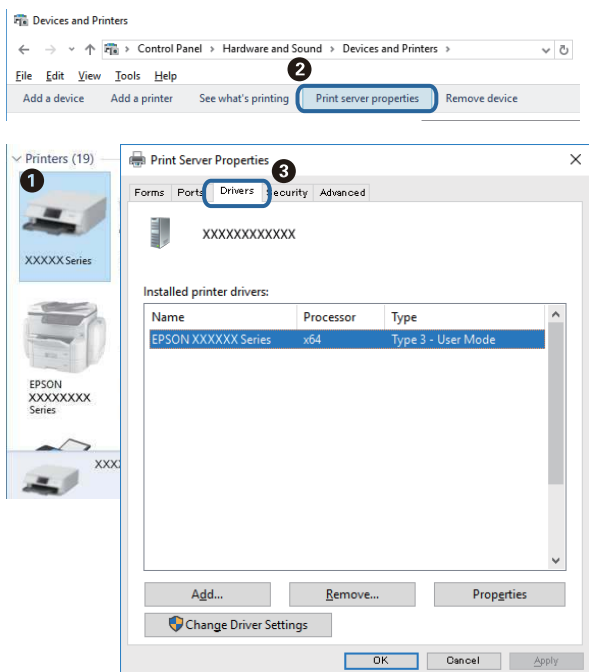 Devices and Printers
Control Panel > Hardware and Sound > Devices and Printers >
File Edit View Tools Help
2
Add a device Add a printer See what's printing Print server properties Remove device
Printers (19)
1
XXXXX Series
EPSON
XXXXXXXX
Series
XXX
Print Server Properties
3
Forms Ports Drivers Security Advanced
XXXXXXXXXXXX
Installed printer drivers:
Name Processor Type
EPSON XXXXXX Series x64 Type 3 - User Mode
Add... Remove... Properties
Change Driver Settings
OK Cancel Apply